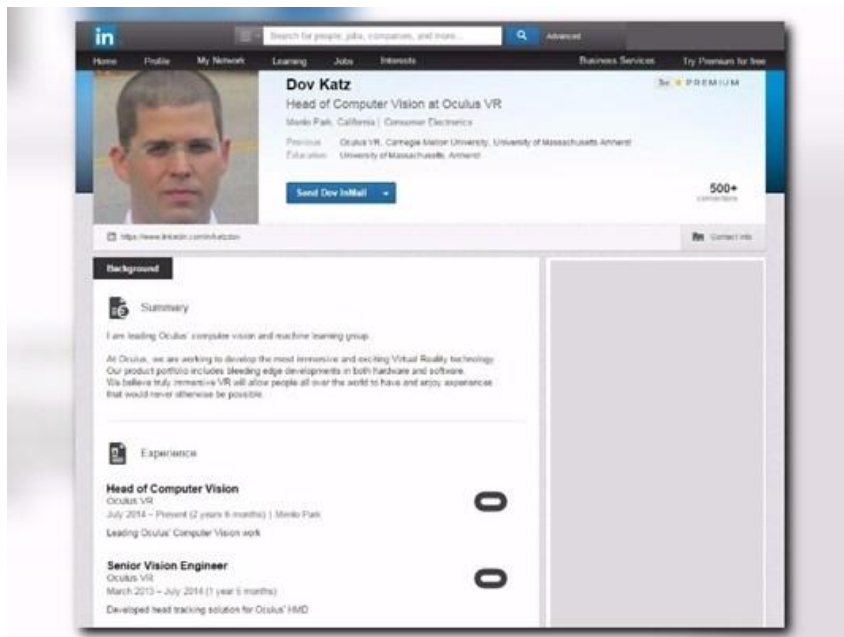 in
Search for people, jobs, companies, and more...
Advanced
Home Profile My Network Learning Jobs Interests Business Services Try Premium for free
Dov Katz
Head of Computer Vision at Oculus VR
Menlo Park, California | Consumer Electronics
Previous Oculus VR, Carnegie Mellon University, University of Massachusetts Amherst
Education University of Massachusetts, Amherst
PREMIUM
Send Dov InMail
500+
connections
Contact Info
Background
Summary
I am leading Oculus' computer vision and machine learning group.
At Oculus, we are working to develop the most immersive and exciting Virtual Reality technology.
Our product portfolio includes bleeding edge developments in both hardware and software.
We believe truly immersive VR will allow people all over the world to have and enjoy experiences
that would never otherwise be possible.
Experience
Head of Computer Vision
Oculus VR
July 2014 – Present (2 years 6 months) | Menlo Park
Leading Oculus' Computer Vision work
Senior Vision Engineer
Oculus VR
March 2013 – July 2014 (1 year 5 months)
Developed head tracking solution for Oculus' HMD